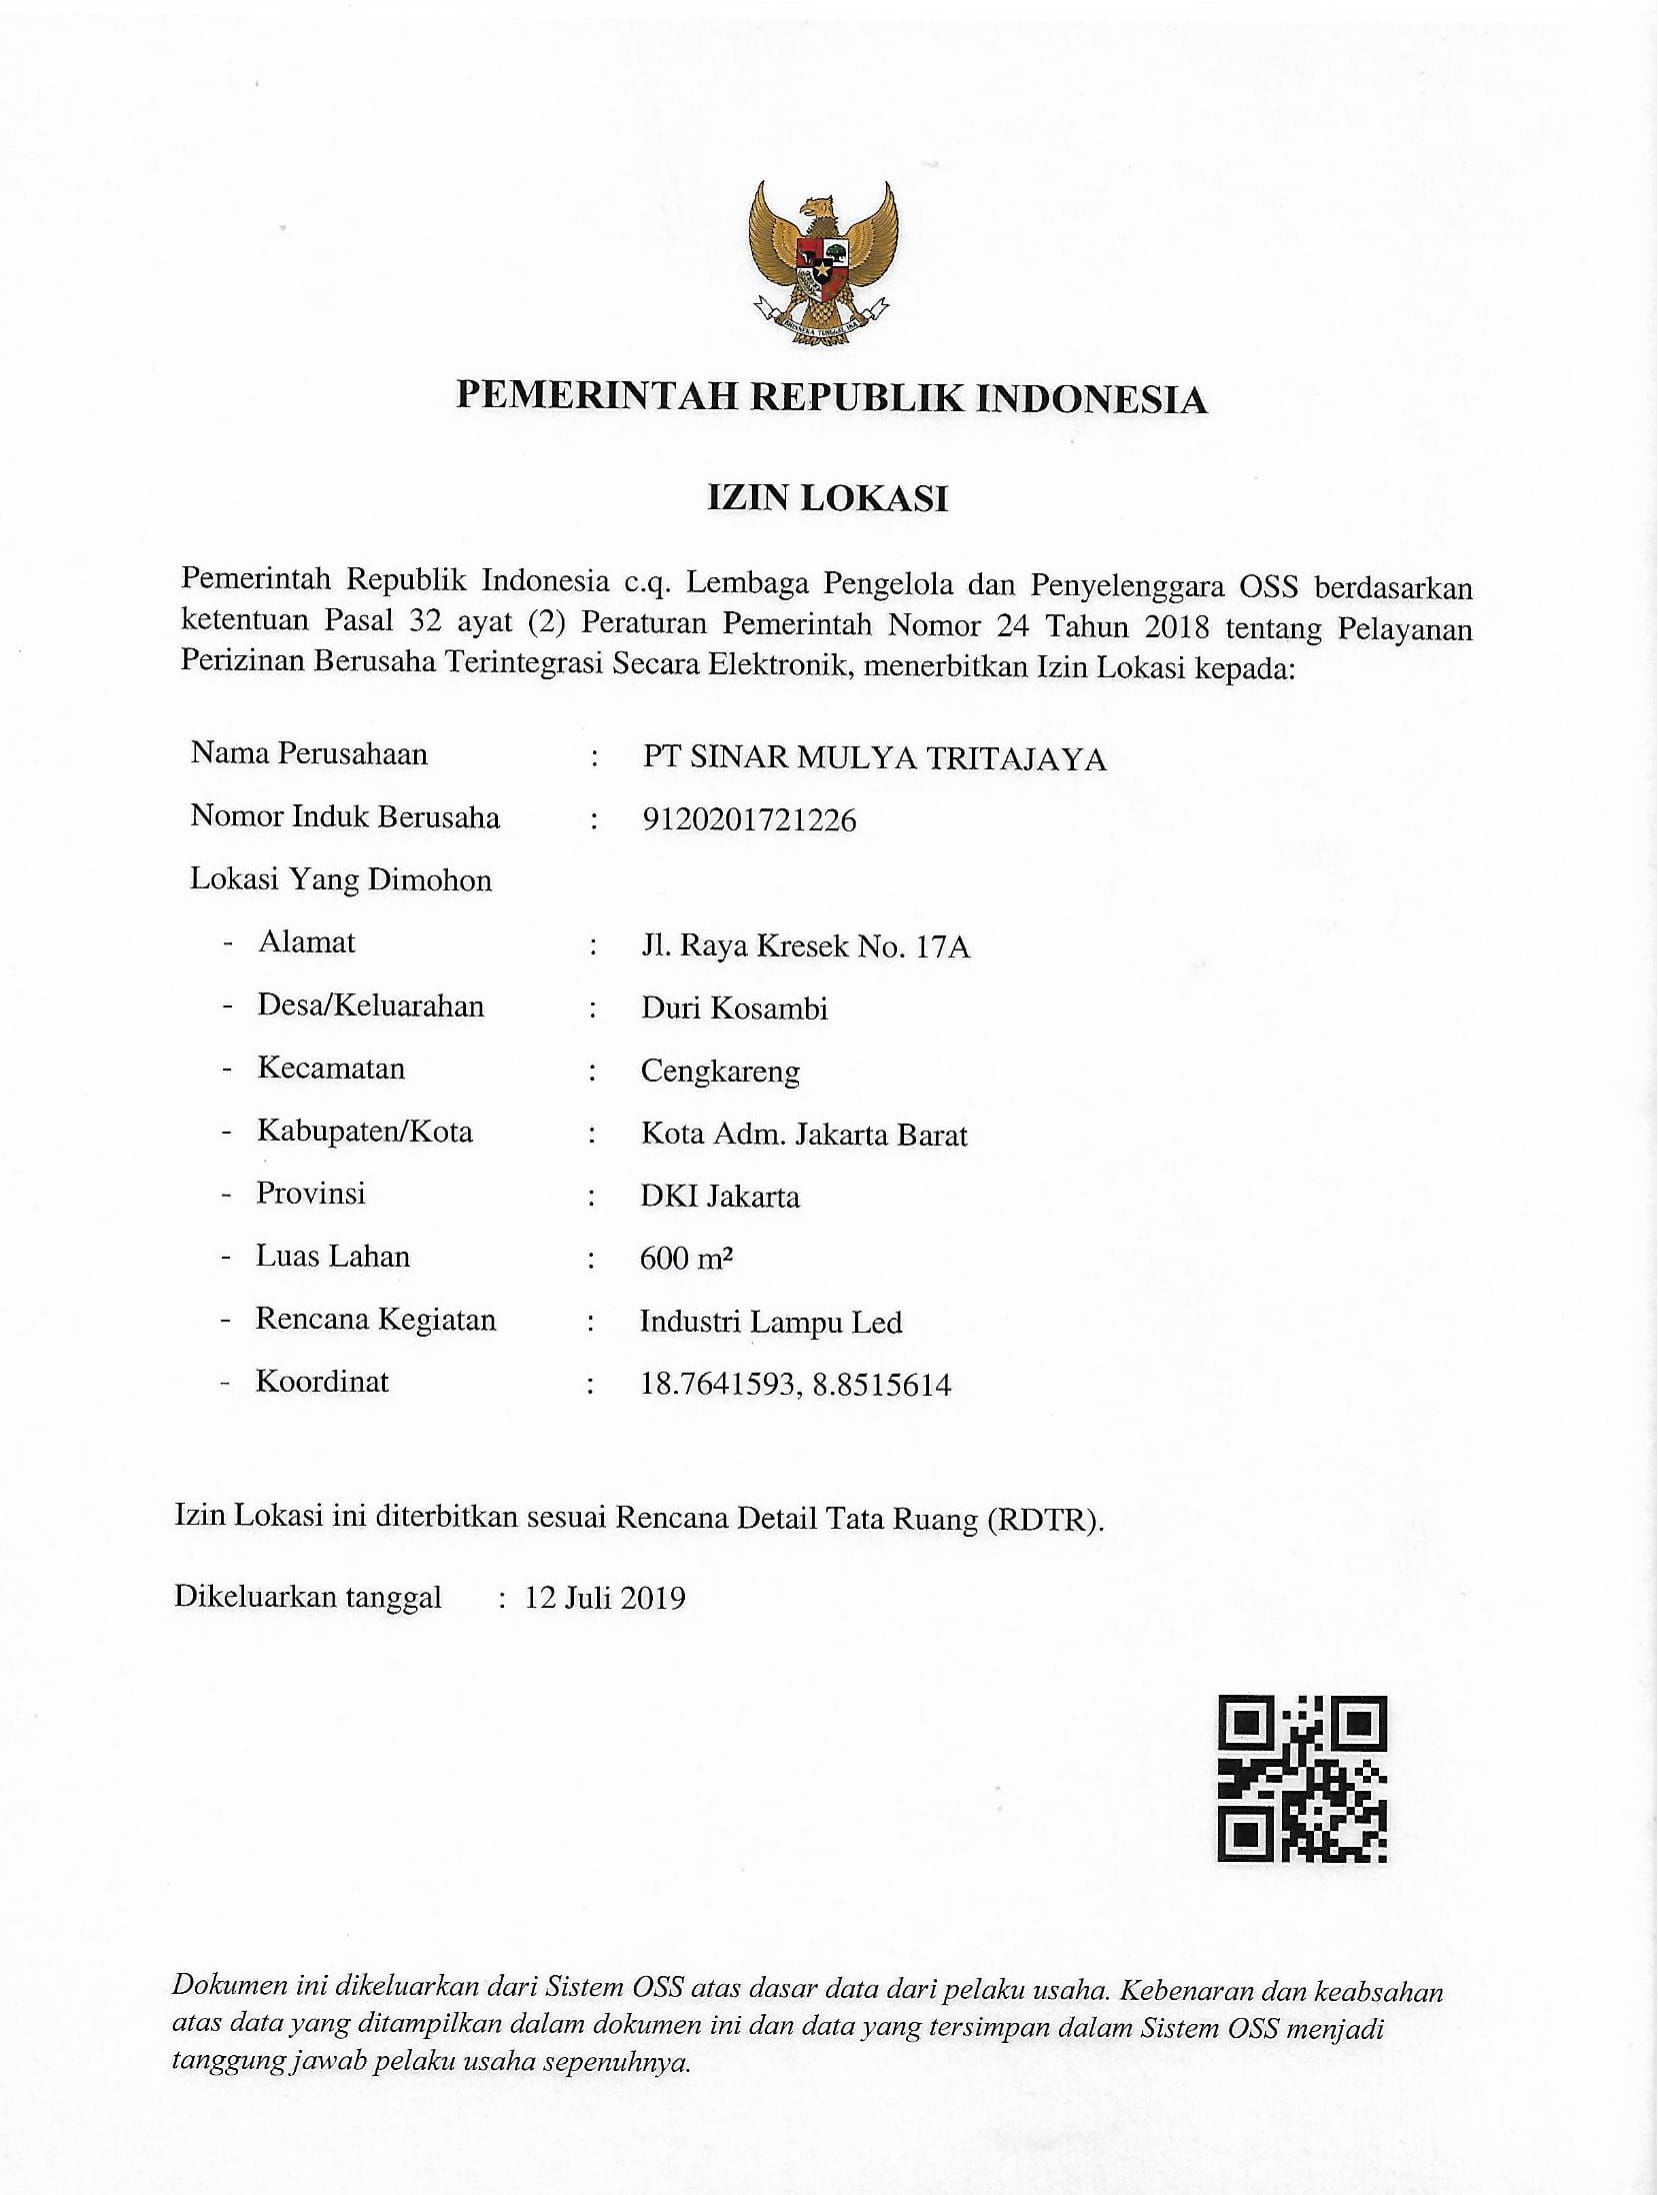 BHINNEKA TUNGGAL IKA
PEMERINTAH REPUBLIK INDONESIA
IZIN LOKASI
Pemerintah Republik Indonesia c.q. Lembaga Pengelola dan Penyelenggara OSS berdasarkan
ketentuan Pasal 32 ayat (2) Peraturan Pemerintah Nomor 24 Tahun 2018 tentang Pelayanan
Perizinan Berusaha Terintegrasi Secara Elektronik, menerbitkan Izin Lokasi kepada:
Nama Perusahaan : PT SINAR MULYA TRITAJAYA
Nomor Induk Berusaha : 9120201721226
Lokasi Yang Dimohon
- Alamat : Jl. Raya Kresek No. 17A
- Desa/Keluarahan : Duri Kosambi
- Kecamatan : Cengkareng
- Kabupaten/Kota : Kota Adm. Jakarta Barat
- Provinsi : DKI Jakarta
- Luas Lahan : 600 m²
- Rencana Kegiatan : Industri Lampu Led
- Koordinat : 18.7641593, 8.8515614
Izin Lokasi ini diterbitkan sesuai Rencana Detail Tata Ruang (RDTR).
Dikeluarkan tanggal : 12 Juli 2019
Dokumen ini dikeluarkan dari Sistem OSS atas dasar data dari pelaku usaha. Kebenaran dan keabsahan
atas data yang ditampilkan dalam dokumen ini dan data yang tersimpan dalam Sistem OSS menjadi
tanggung jawab pelaku usaha sepenuhnya.